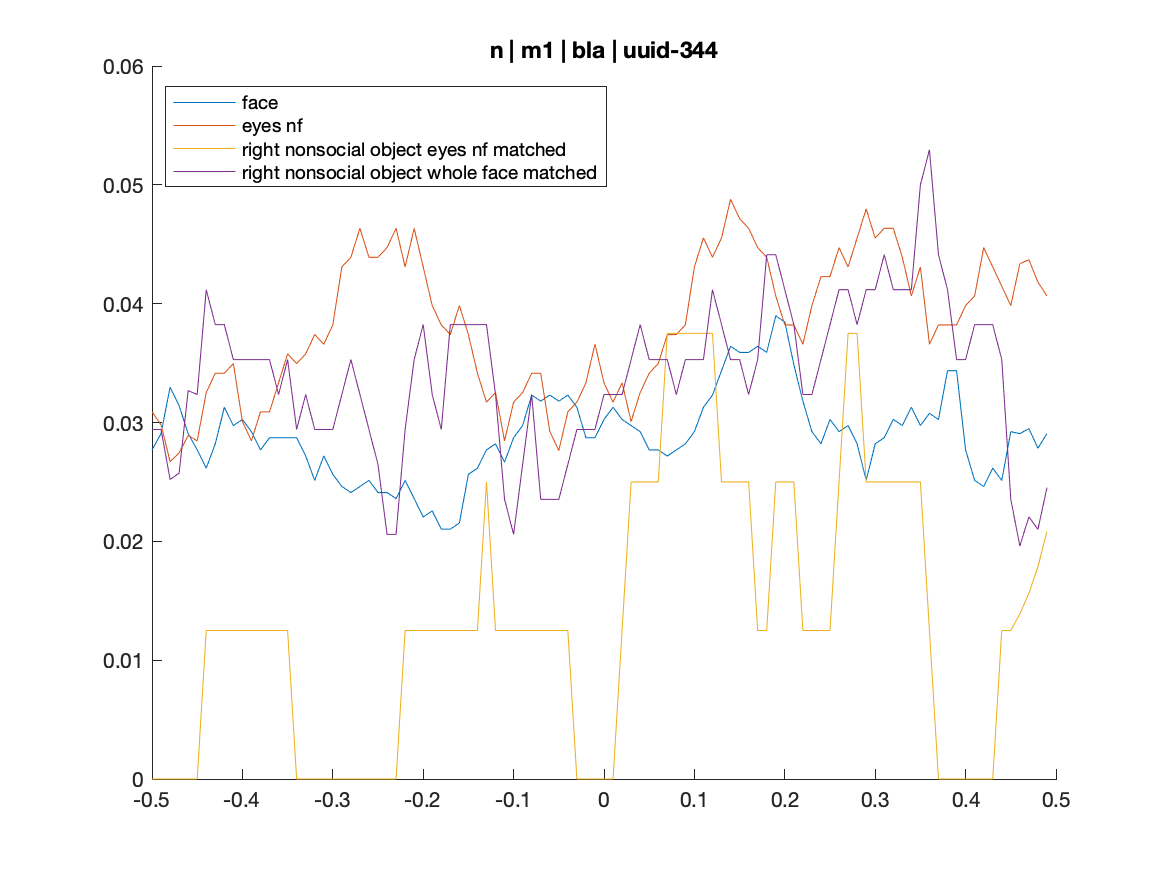 n | m1 | bla | uuid-344
0.06
face
eyes nf
right nonsocial object eyes nf matched
right nonsocial object whole face matched
0.05
0.04
0.03
0.02
0.01
0
-0.5 -0.4 -0.3 -0.2 -0.1 0 0.1 0.2 0.3 0.4 0.5